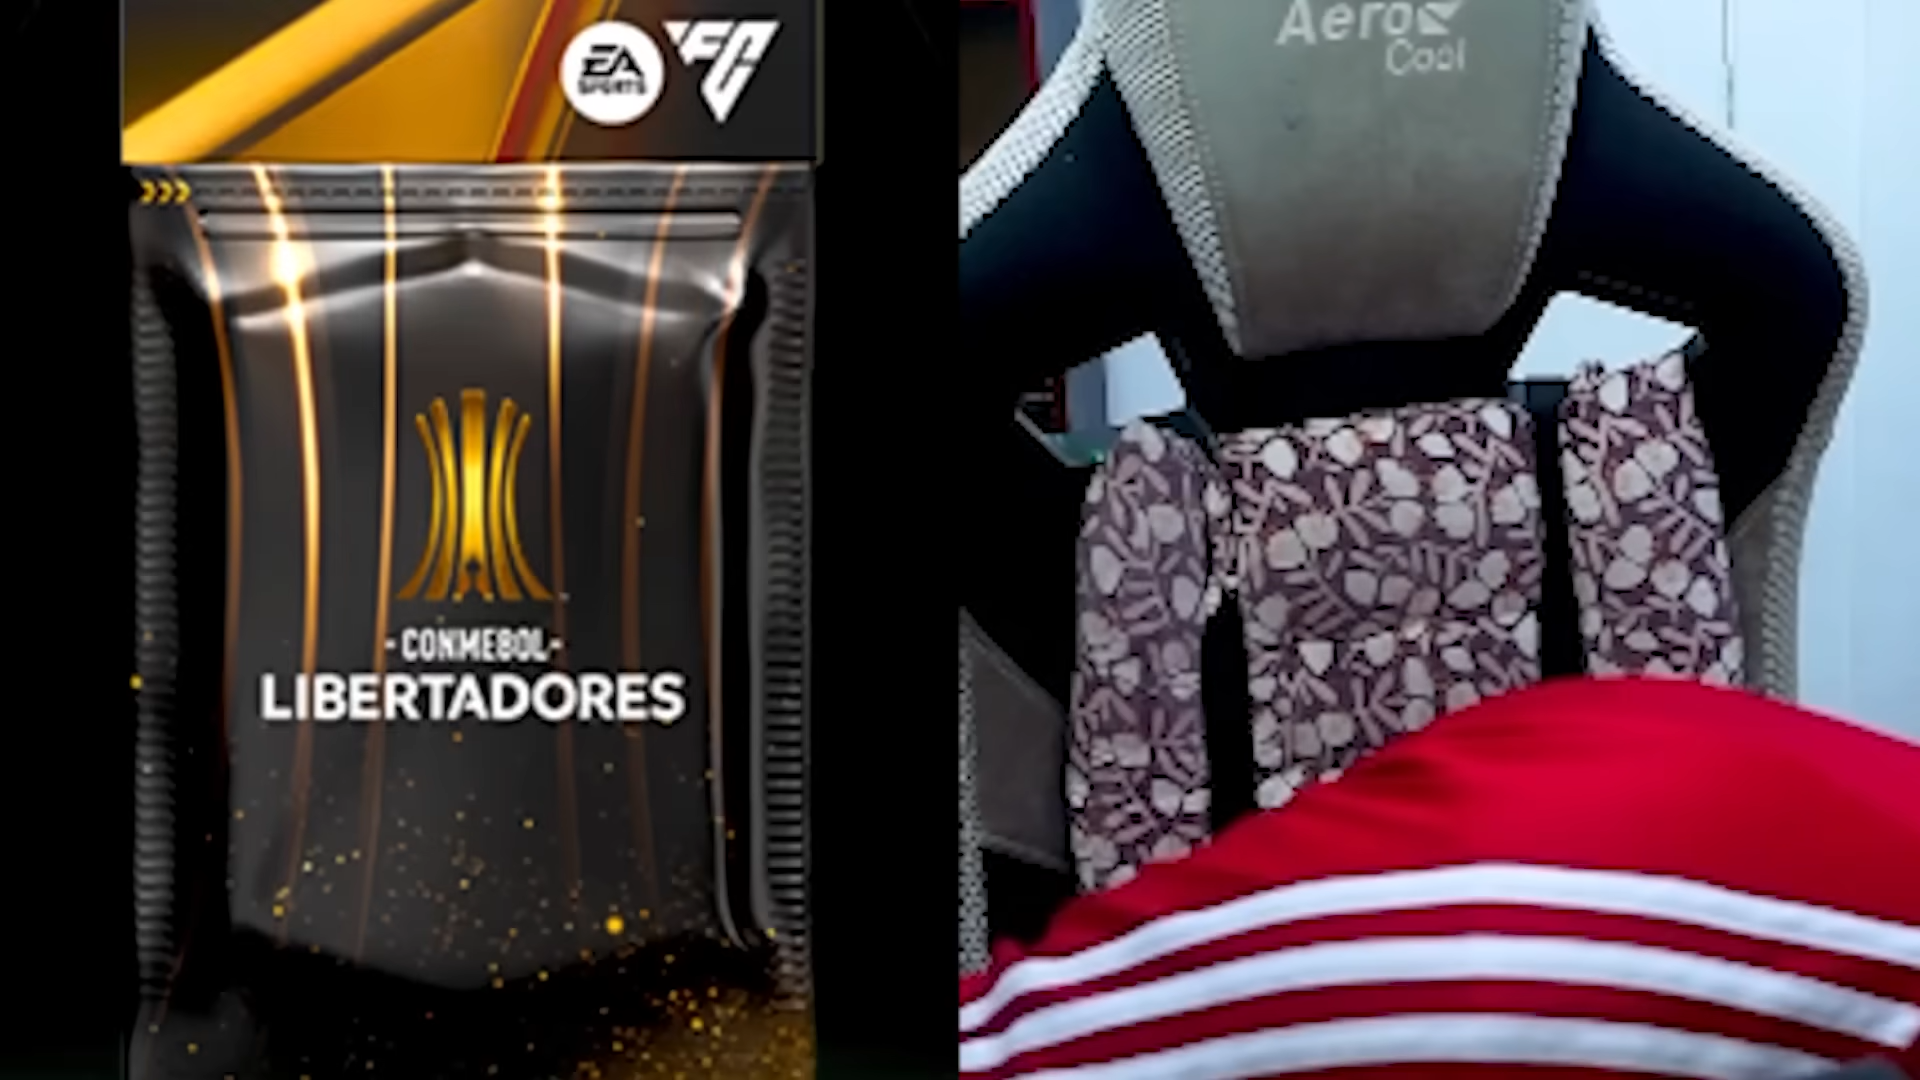 EA
SPORTS
FC
- CONMEBOL -
LIBERTADORES
Aero
Cool